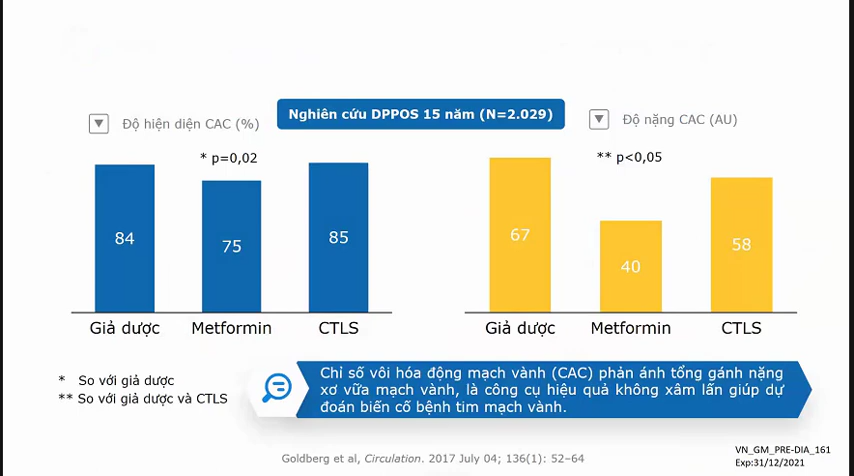 Nghiên cứu DPPOS 15 năm (N=2.029)
Độ hiện diện CAC (%)
* p=0,02
84
75
85
Giả dược
Metformin
CTLS
Độ nặng CAC (AU)
** p<0,05
67
40
58
Giả dược
Metformin
CTLS
* So với giả dược
** So với giả dược và CTLS
Chỉ số vôi hóa động mạch vành (CAC) phản ánh tổng gánh nặng
xơ vữa mạch vành, là công cụ hiệu quả không xâm lấn giúp dự
đoán biến cố bệnh tim mạch vành.
Goldberg et al, Circulation. 2017 July 04; 136(1): 52–64
VN_GM_PRE-DIA_161
Exp:31/12/2021